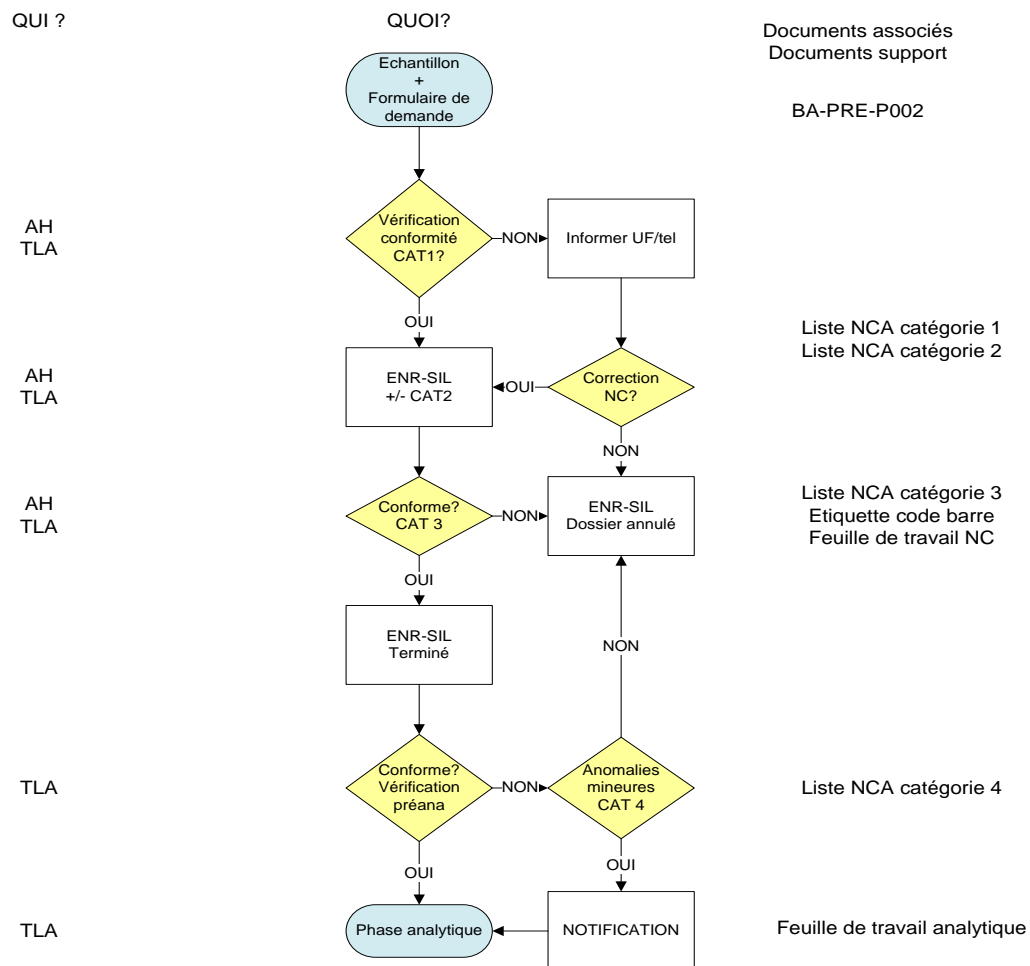 QUI ?
QUOI?
Documents associés
Documents support
Echantillon
+
Formulaire de
demande
BA-PRE-P002
AH
TLA
Vérification
conformité
CAT1?
NON
Informer UF/tel
OUI
Liste NCA catégorie 1
Liste NCA catégorie 2
AH
TLA
ENR-SIL
+/- CAT2
OUI
Correction
NC?
NON
AH
TLA
Conforme?
CAT 3
NON
ENR-SIL
Dossier annulé
Liste NCA catégorie 3
Etiquette code barre
Feuille de travail NC
OUI
ENR-SIL
Terminé
NON
TLA
Conforme?
Vérification
préana
NON
Anomalies
mineures
CAT 4
Liste NCA catégorie 4
OUI
OUI
TLA
Phase analytique
NOTIFICATION
Feuille de travail analytique